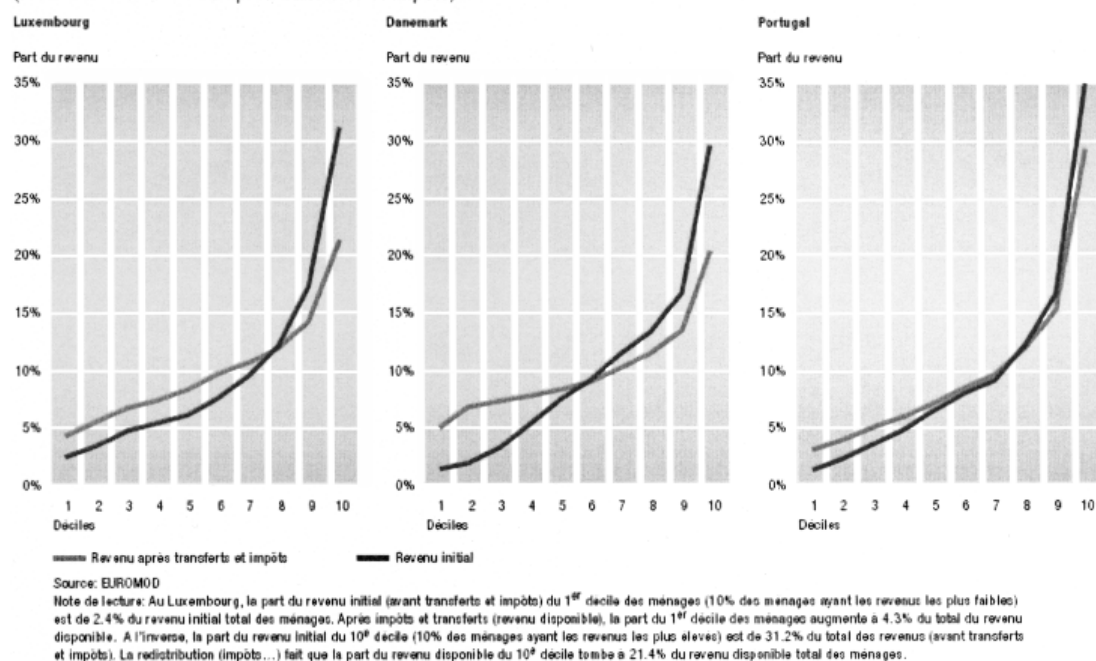 Luxembourg
Danemark
Portugal
Part du revenu
Part du revenu
Part du revenu
35%
30%
25%
20%
15%
10%
5%
0%
35%
30%
25%
20%
15%
10%
5%
0%
35%
30%
25%
20%
15%
10%
5%
0%
1 2 3 4 5 6 7 8 9 10
1 2 3 4 5 6 7 8 9 10
1 2 3 4 5 6 7 8 9 10
Déciles
Déciles
Déciles
Revenu après transferts et impôts
Revenu initial
Source: EUROMOD
Note de lecture: Au Luxembourg, la part du revenu initial (avant transferts et impôts) du 1er decile des ménages (10% des menages ayant les revenus les plus faibles)
est de 2.4% du revenu initial total des ménages. Après impôts et transferts (revenu disponible), la part du 1er décile des ménages augmente à 4.3% du total du revenu
disponible. A l'inverse, la part du revenu initial du 10e décile (10% des ménages ayant les revenus les plus eleves) est de 31.2% du total des revenus (avant transferts
et impôts). La redistribution (impôts...) fait que la part du revenu disponible du 10e décile tombe à 21.4% du revenu disponible total des ménages.